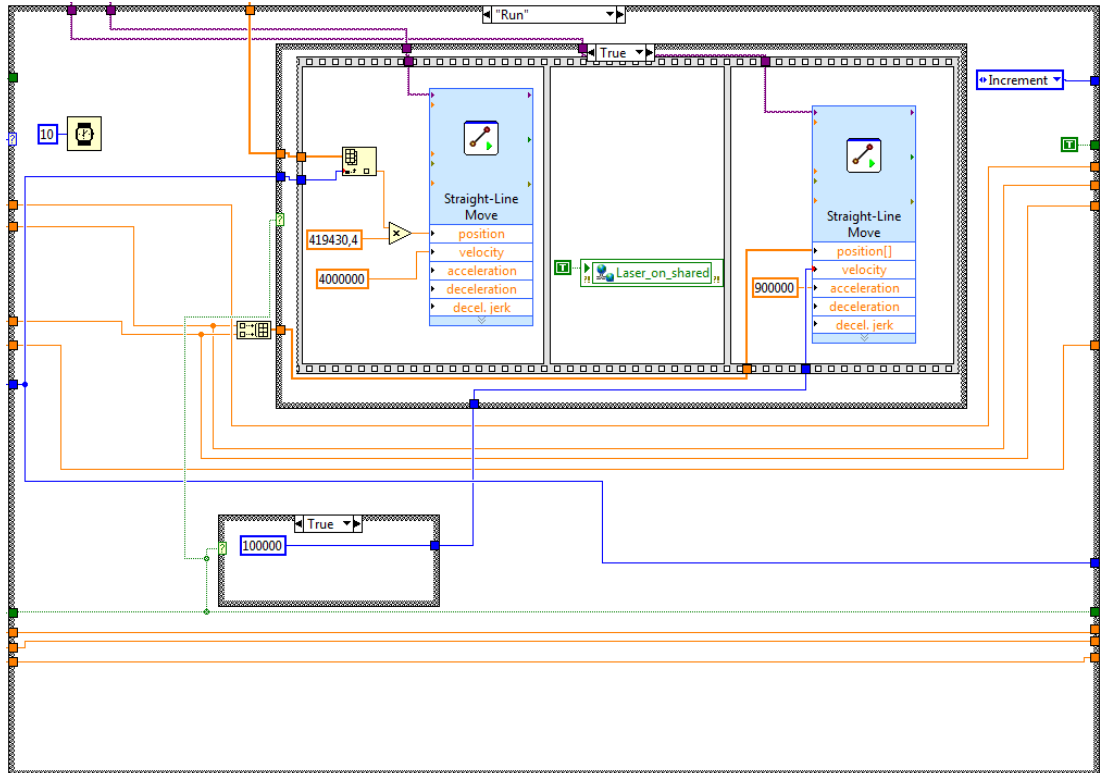 "Run"
True
Increment
10
T
Straight-Line
Move
position
velocity
acceleration
deceleration
decel. jerk
419430,4
4000000
T
?!
Laser_on_shared
?!
Straight-Line
Move
position[]
velocity
acceleration
deceleration
decel. jerk
900000
?
?
True
?
100000